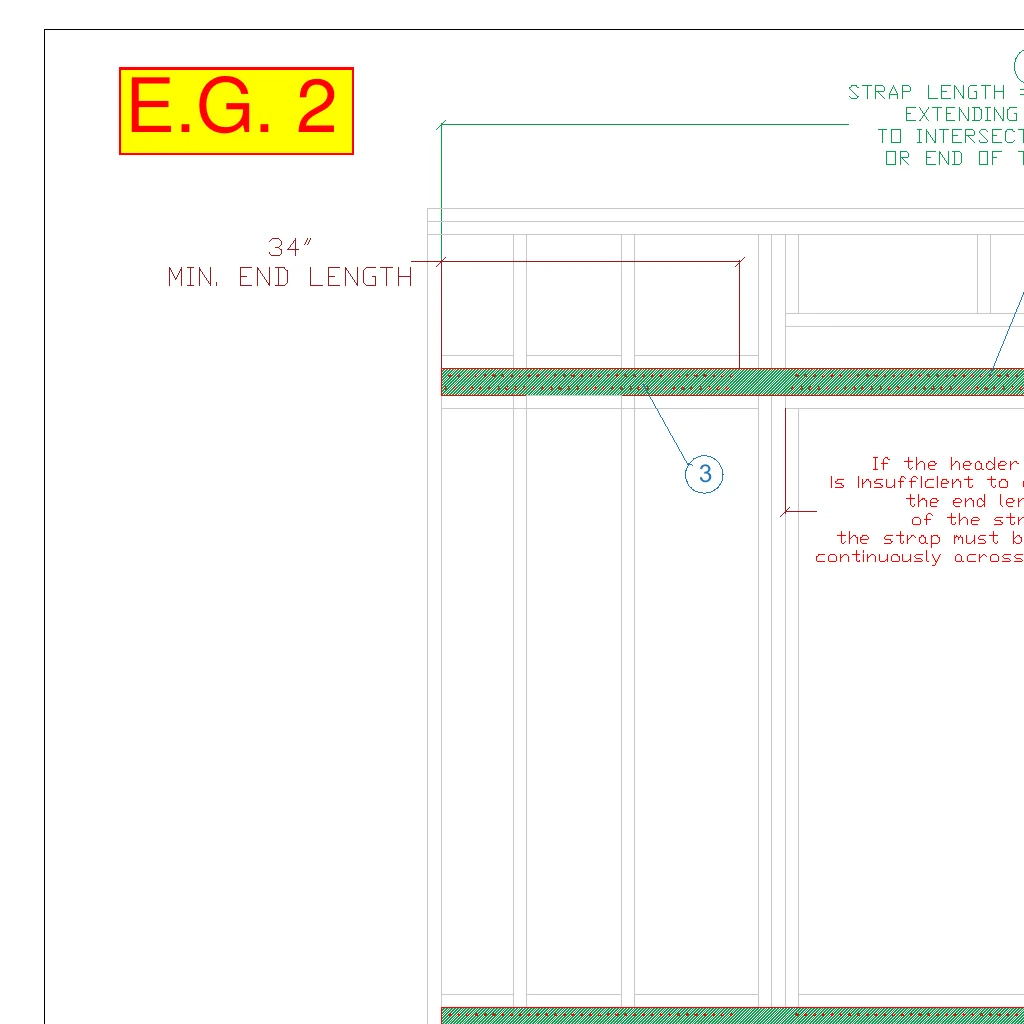 E.G. 2
STRAP LENGTH =
EXTENDING
TO INTERSECT
OR END OF T
34"
MIN. END LENGTH
3
If the header
is insufficient to
the end len
of the str
the strap must b
continuously across